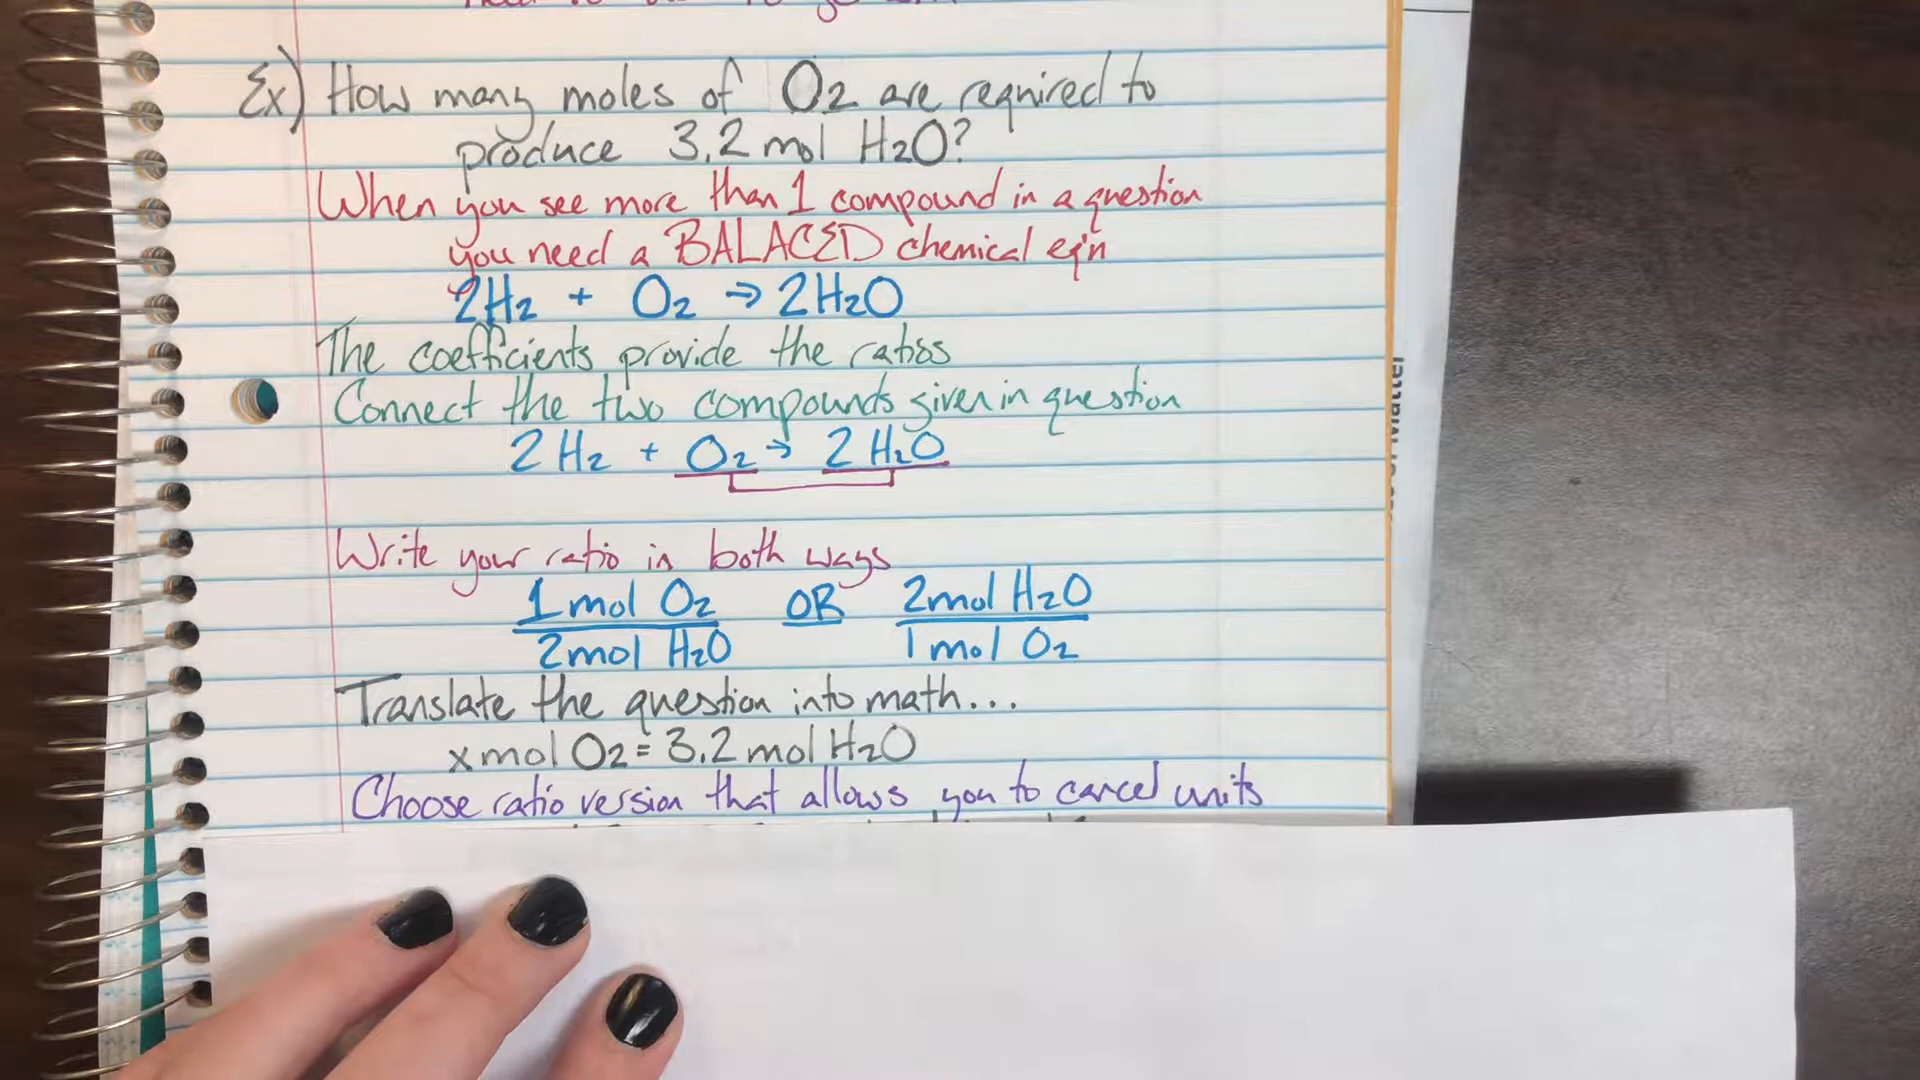 Ex) How many moles of O2 are required to
produce 3.2 mol H2O?
When you see more than 1 compound in a question
you need a BALACED chemical eq'n
2H2 + O2 → 2H2O
The coefficients provide the ratios
Connect the two compounds given in question
2 H2 + O2 → 2 H2O
Write your ratio in both ways
1 mol O2 OR 2mol H2O
2mol H2O 1 mol O2
Translate the question into math...
x mol O2 = 3.2 mol H2O
Choose ratio version that allows you to cancel units